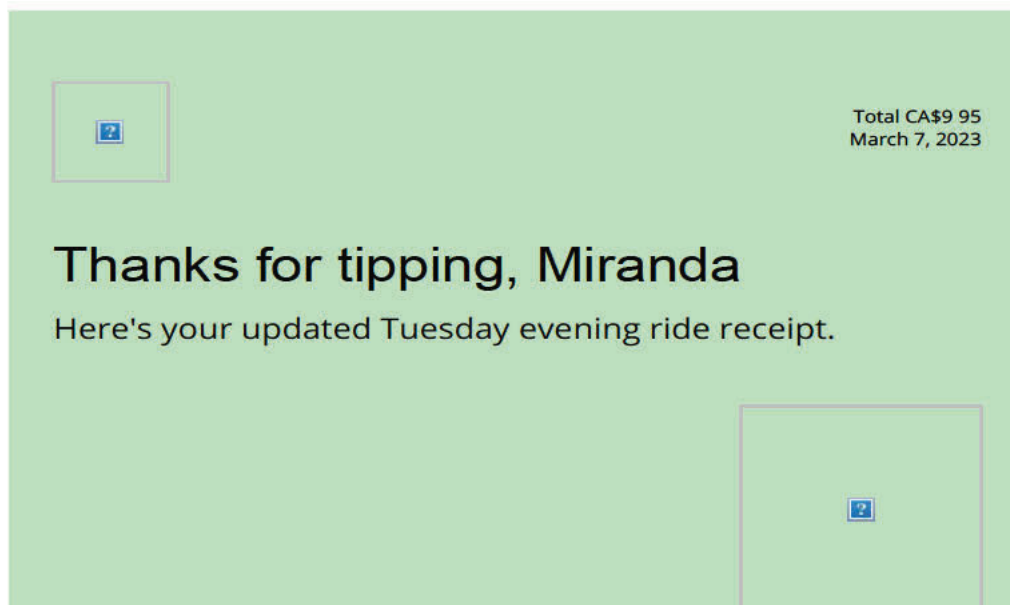 Total CA$9 95
March 7, 2023
Thanks for tipping, Miranda
Here's your updated Tuesday evening ride receipt.